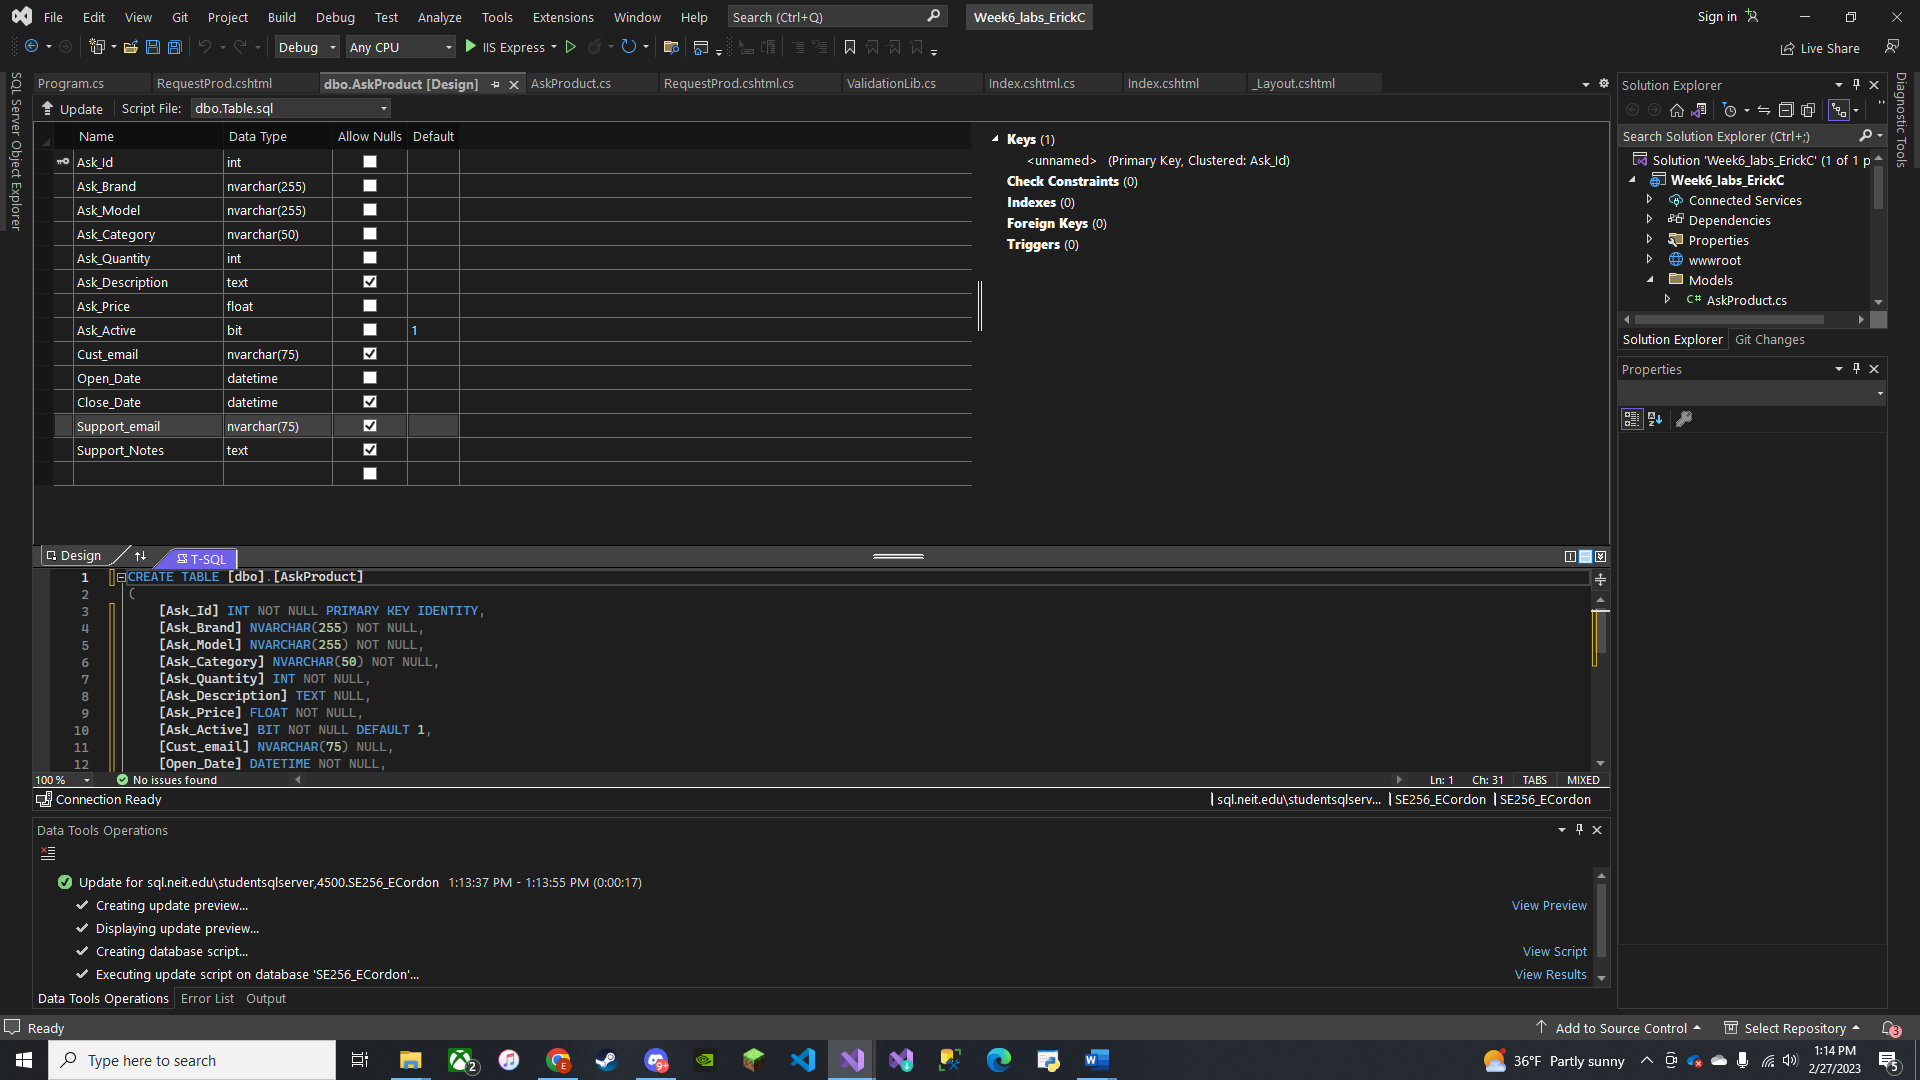 File Edit View Git Project Build Debug Test Analyze Tools Extensions Window Help Search (Ctrl+Q) Week6_labs_ErickC Sign in
Debug Any CPU IIS Express Live Share
Program.cs RequestProd.cshtml dbo.AskProduct [Design] AskProduct.cs RequestProd.cshtml.cs ValidationLib.cs Index.cshtml.cs Index.cshtml _Layout.cshtml
SQL Server Object Explorer
Update Script File: dbo.Table.sql
Name Data Type Allow Nulls Default
Ask_Id int
Ask_Brand nvarchar(255)
Ask_Model nvarchar(255)
Ask_Category nvarchar(50)
Ask_Quantity int
Ask_Description text
Ask_Price float
Ask_Active bit 1
Cust_email nvarchar(75)
Open_Date datetime
Close_Date datetime
Support_email nvarchar(75)
Support_Notes text
Keys (1)
<unnamed> (Primary Key, Clustered: Ask_Id)
Check Constraints (0)
Indexes (0)
Foreign Keys (0)
Triggers (0)
Design T-SQL
1 CREATE TABLE [dbo].[AskProduct]
2 (
3 [Ask_Id] INT NOT NULL PRIMARY KEY IDENTITY,
4 [Ask_Brand] NVARCHAR(255) NOT NULL,
5 [Ask_Model] NVARCHAR(255) NOT NULL,
6 [Ask_Category] NVARCHAR(50) NOT NULL,
7 [Ask_Quantity] INT NOT NULL,
8 [Ask_Description] TEXT NULL,
9 [Ask_Price] FLOAT NOT NULL,
10 [Ask_Active] BIT NOT NULL DEFAULT 1,
11 [Cust_email] NVARCHAR(75) NULL,
12 [Open_Date] DATETIME NOT NULL,
100 % No issues found Ln: 1 Ch: 31 TABS MIXED
Connection Ready sql.neit.edu\studentsqlserv... SE256_ECordon SE256_ECordon
Data Tools Operations
Update for sql.neit.edu\studentsqlserver,4500.SE256_ECordon 1:13:37 PM - 1:13:55 PM (0:00:17)
Creating update preview... View Preview
Displaying update preview...
Creating database script... View Script
Executing update script on database 'SE256_ECordon'... View Results
Data Tools Operations Error List Output
Solution Explorer
Search Solution Explorer (Ctrl+;)
Solution 'Week6_labs_ErickC' (1 of 1 p
Week6_labs_ErickC
Connected Services
Dependencies
Properties
wwwroot
Models
C# AskProduct.cs
Solution Explorer Git Changes
Properties
Diagnostic Tools
Ready Add to Source Control Select Repository 3
Type here to search 2 E 9+ 36°F Partly sunny 1:14 PM
2/27/2023 5